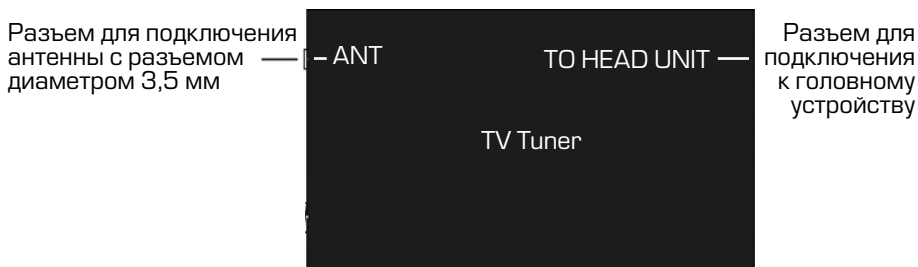 Разъем для подключения
антенны с разъемом
диаметром 3,5 мм
ANT
TO HEAD UNIT
TV Tuner
Разъем для
подключения
к головному
устройству